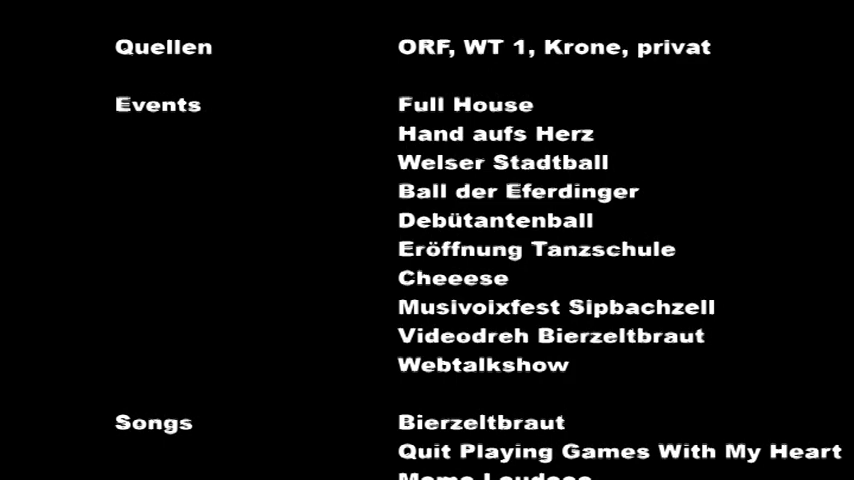 Quellen ORF, WT 1, Krone, privat
Events Full House
Hand aufs Herz
Welser Stadtball
Ball der Eferdinger
Debütantenball
Eröffnung Tanzschule
Cheeese
Musivoixfest Sipbachzell
Videodreh Bierzeltbraut
Webtalkshow
Songs Bierzeltbraut
Quit Playing Games With My Heart